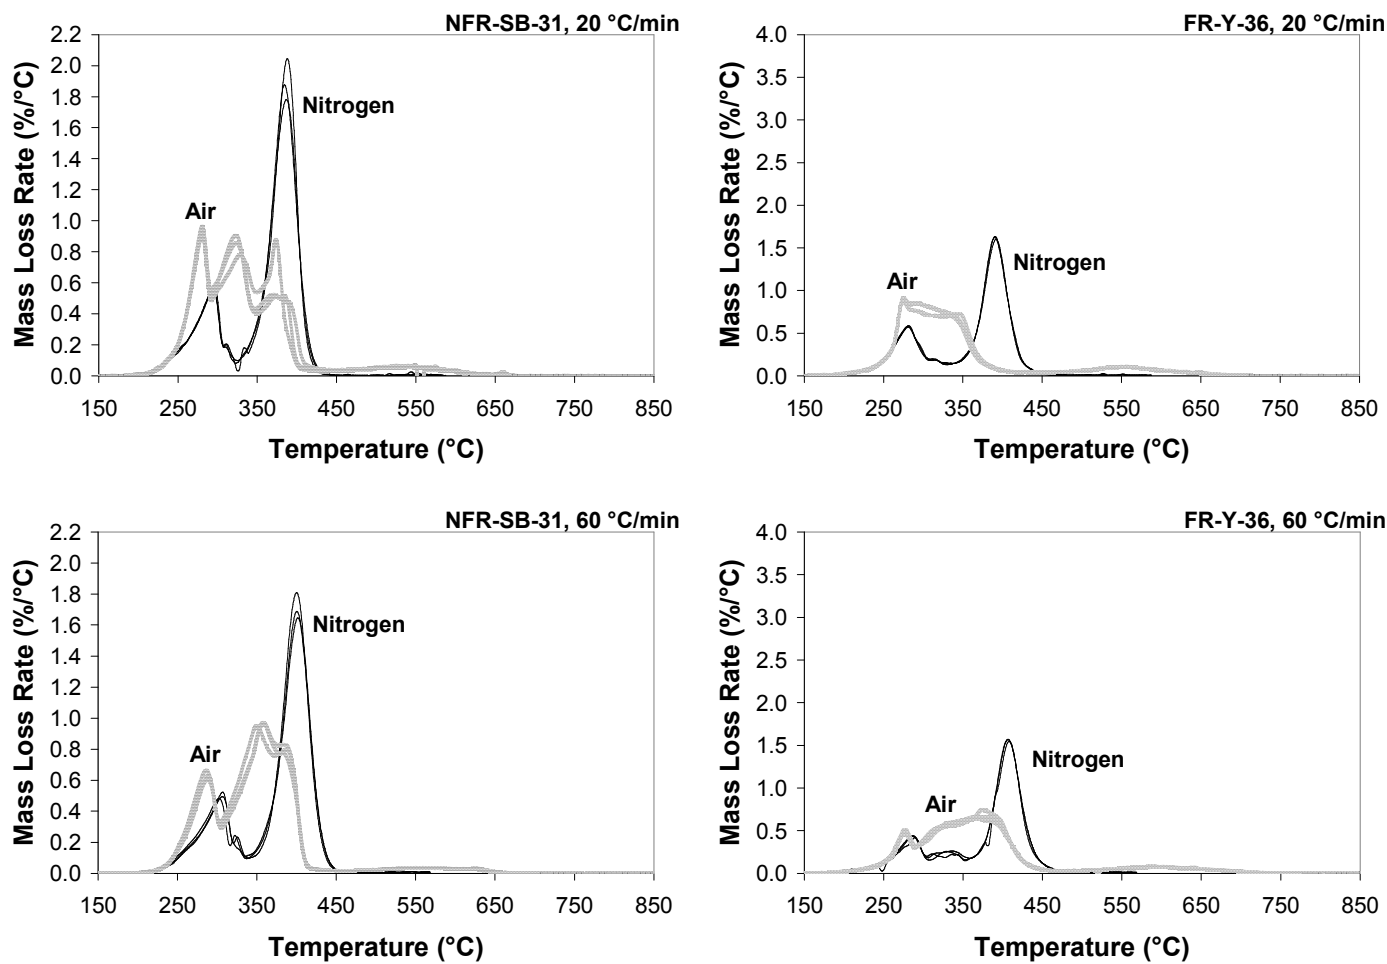 NFR-SB-31, 20 °C/min
Mass Loss Rate (%/°C)
2.2
2.0
1.8
1.6
1.4
1.2
1.0
0.8
0.6
0.4
0.2
0.0
Air
Nitrogen
150 250 350 450 550 650 750 850
Temperature (°C)
FR-Y-36, 20 °C/min
Mass Loss Rate (%/°C)
4.0
3.5
3.0
2.5
2.0
1.5
1.0
0.5
0.0
Air
Nitrogen
150 250 350 450 550 650 750 850
Temperature (°C)
NFR-SB-31, 60 °C/min
Mass Loss Rate (%/°C)
2.2
2.0
1.8
1.6
1.4
1.2
1.0
0.8
0.6
0.4
0.2
0.0
Air
Nitrogen
150 250 350 450 550 650 750 850
Temperature (°C)
FR-Y-36, 60 °C/min
Mass Loss Rate (%/°C)
4.0
3.5
3.0
2.5
2.0
1.5
1.0
0.5
0.0
Air
Nitrogen
150 250 350 450 550 650 750 850
Temperature (°C)